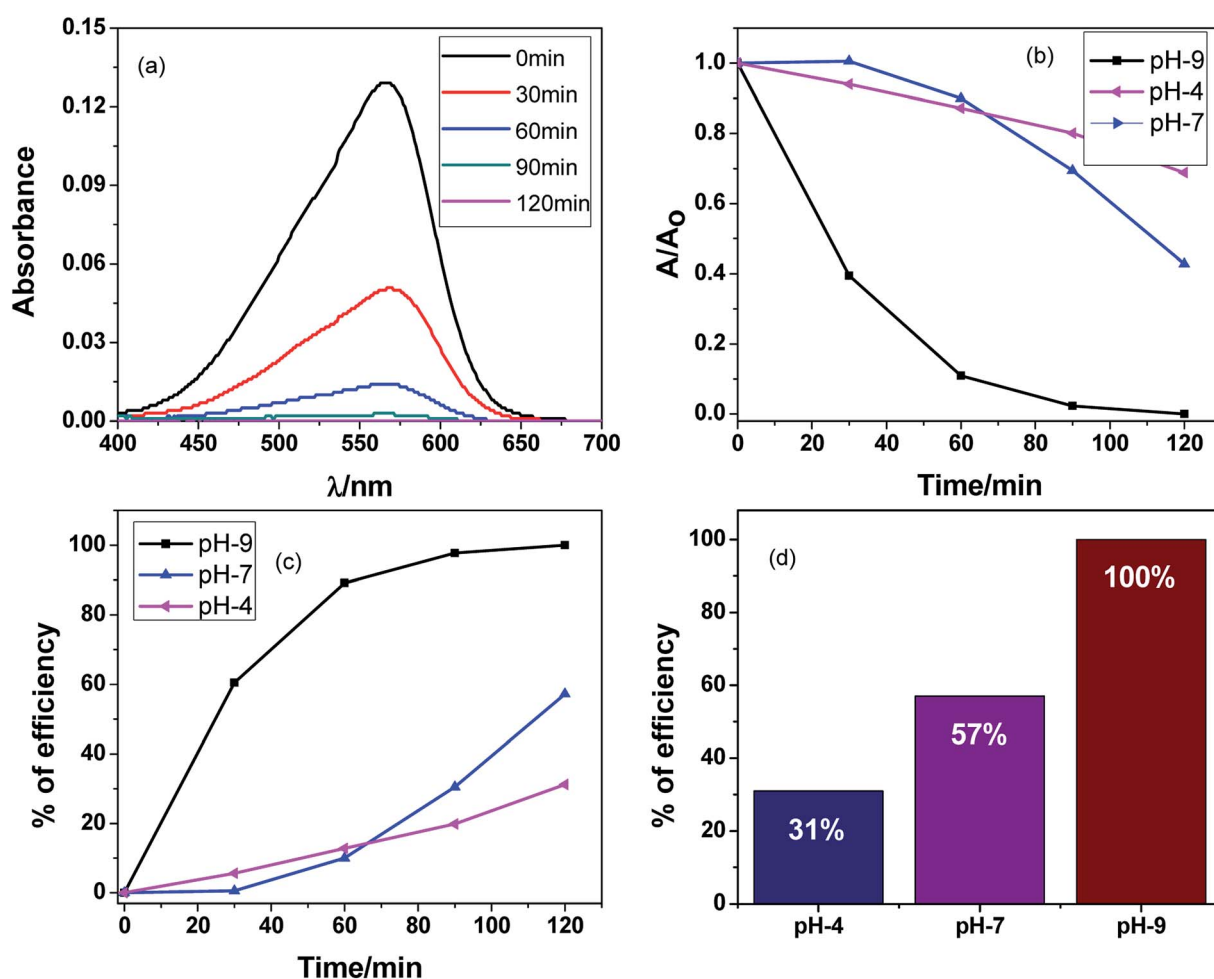 (a)
0min
30min
60min
90min
120min
0.15
0.12
0.09
0.06
0.03
0.00
Absorbance
400 450 500 550 600 650 700
λ/nm
(b)
pH-9
pH-4
pH-7
1.0
0.8
0.6
0.4
0.2
0.0
A/Ao
0 20 40 60 80 100 120
Time/min
(c)
pH-9
pH-7
pH-4
100
80
60
40
20
0
% of efficiency
0 20 40 60 80 100 120
Time/min
(d)
100
80
60
40
20
0
% of efficiency
31%
57%
100%
pH-4 pH-7 pH-9